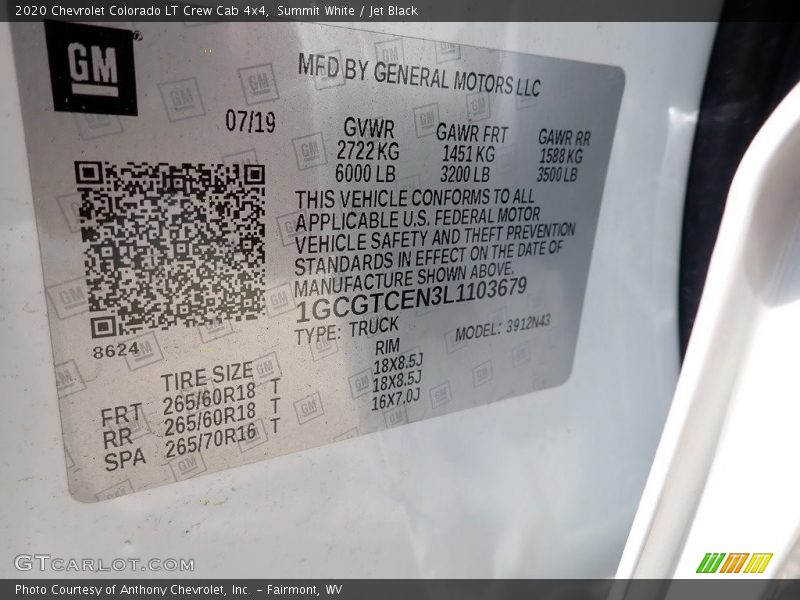 2020 Chevrolet Colorado LT Crew Cab 4x4, Summit White / Jet Black
GM
MFD BY GENERAL MOTORS LLC
07/19
GVWR GAWR FRT GAWR RR
2722 KG 1451 KG 1588 KG
6000 LB 3200 LB 3500 LB
THIS VEHICLE CONFORMS TO ALL
APPLICABLE U.S. FEDERAL MOTOR
VEHICLE SAFETY AND THEFT PREVENTION
STANDARDS IN EFFECT ON THE DATE OF
MANUFACTURE SHOWN ABOVE.
1GCGTCEN3L1103679
TYPE: TRUCK MODEL: 3912N43
8624
TIRE SIZE RIM
FRT 265/60R18 T 18X8.5J
RR 265/60R18 T 18X8.5J
SPA 265/70R16 T 16X7.0J
GTCARLOT.COM
Photo Courtesy of Anthony Chevrolet, Inc. – Fairmont, WV